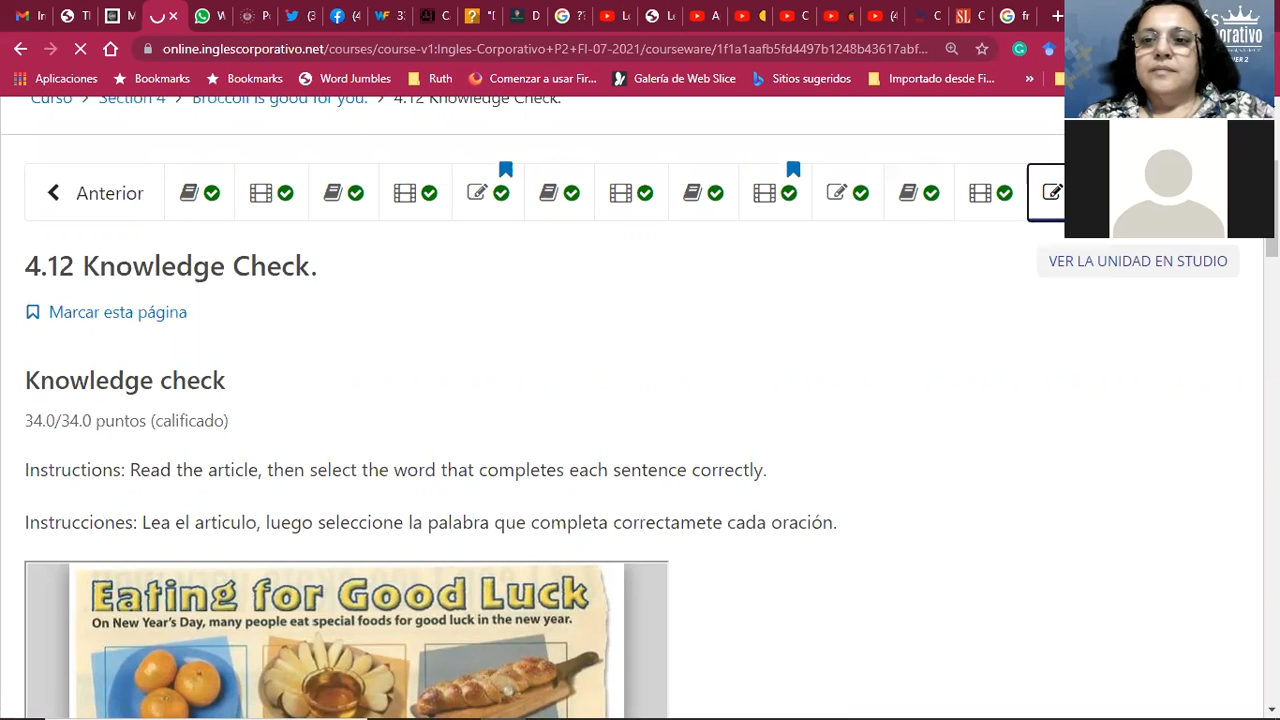 online.inglescorporativo.net/courses/course-v1:Ingles-Corporativo+P2+FI-07-2021/courseware/1f1a1aafb5fd4497b1248b43617abf...
Aplicaciones Bookmarks Bookmarks Word Jumbles Ruth Comenzar a usar Fir... Galería de Web Slice Sitios sugeridos Importado desde Fi... »
Curso > Section 4 > Broccoli is good for you. > 4.12 Knowledge Check.
Anterior
VER LA UNIDAD EN STUDIO
4.12 Knowledge Check.
Marcar esta página
Knowledge check
34.0/34.0 puntos (calificado)
Instructions: Read the article, then select the word that completes each sentence correctly.
Instrucciones: Lea el articulo, luego seleccione la palabra que completa correctamete cada oración.
Eating for Good Luck
On New Year's Day, many people eat special foods for good luck in the new year.